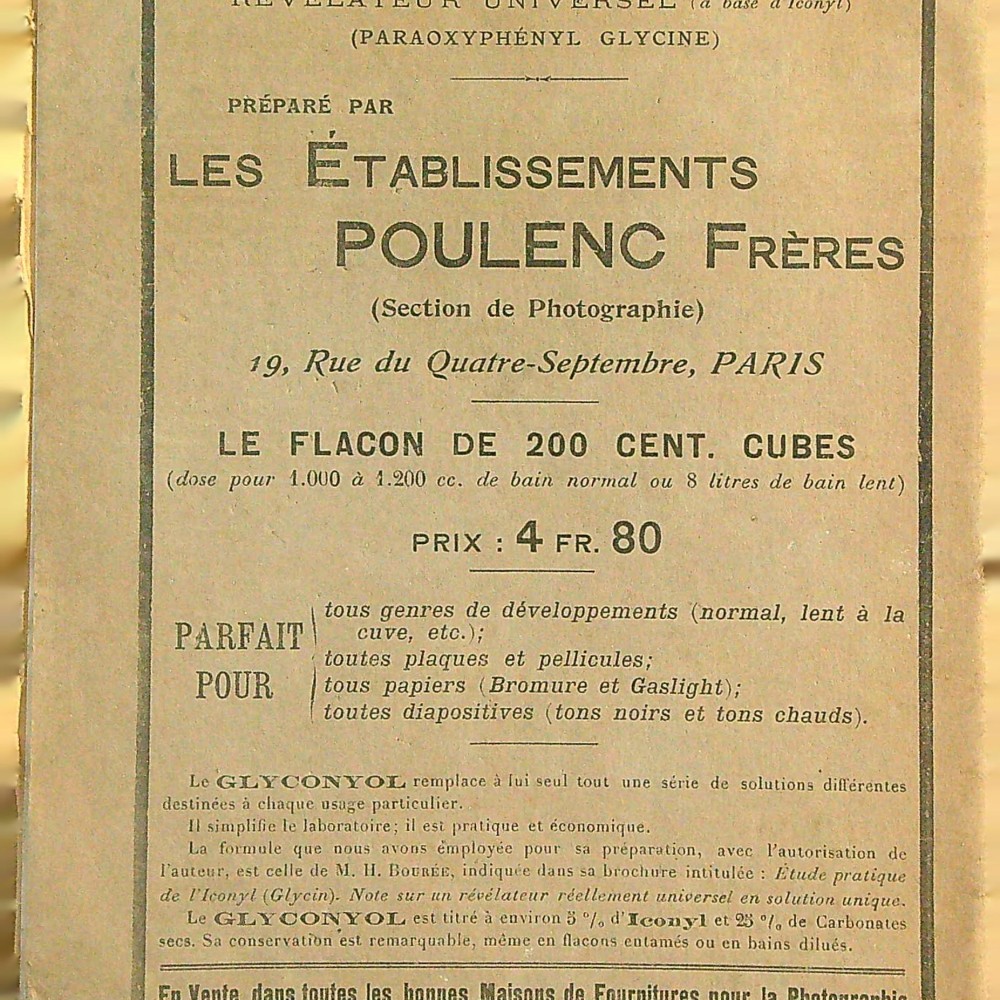 RÉVÉLATEUR UNIVERSEL (à base d'Iconyl)
(PARAOXYPHÉNYL GLYCINE)
PRÉPARÉ PAR
LES ÉTABLISSEMENTS
POULENC FRÈRES
(Section de Photographie)
19, Rue du Quatre-Septembre, PARIS
LE FLACON DE 200 CENT. CUBES
(dose pour 1.000 à 1.200 cc. de bain normal ou 8 litres de bain lent)
PRIX : 4 FR. 80
PARFAIT POUR
tous genres de développements (normal, lent à la
cuve, etc.);
toutes plaques et pellicules;
tous papiers (Bromure et Gaslight);
toutes diapositives (tons noirs et tons chauds).
Le GLYCONYOL remplace à lui seul tout une série de solutions différentes
destinées à chaque usage particulier.
Il simplifie le laboratoire; il est pratique et économique.
La formule que nous avons employée pour sa préparation, avec l'autorisation de
l'auteur, est celle de M. H. BOURÉE, indiquée dans sa brochure intitulée : Étude pratique
de l'Iconyl (Glycin). Note sur un révélateur réellement universel en solution unique.
Le GLYCONYOL est titré à environ 5 % d'Iconyl et 25 % de Carbonates
secs. Sa conservation est remarquable, même en flacons entamés ou en bains dilués.
En Vente dans toutes les bonnes Maisons de Fournitures pour la Photographie